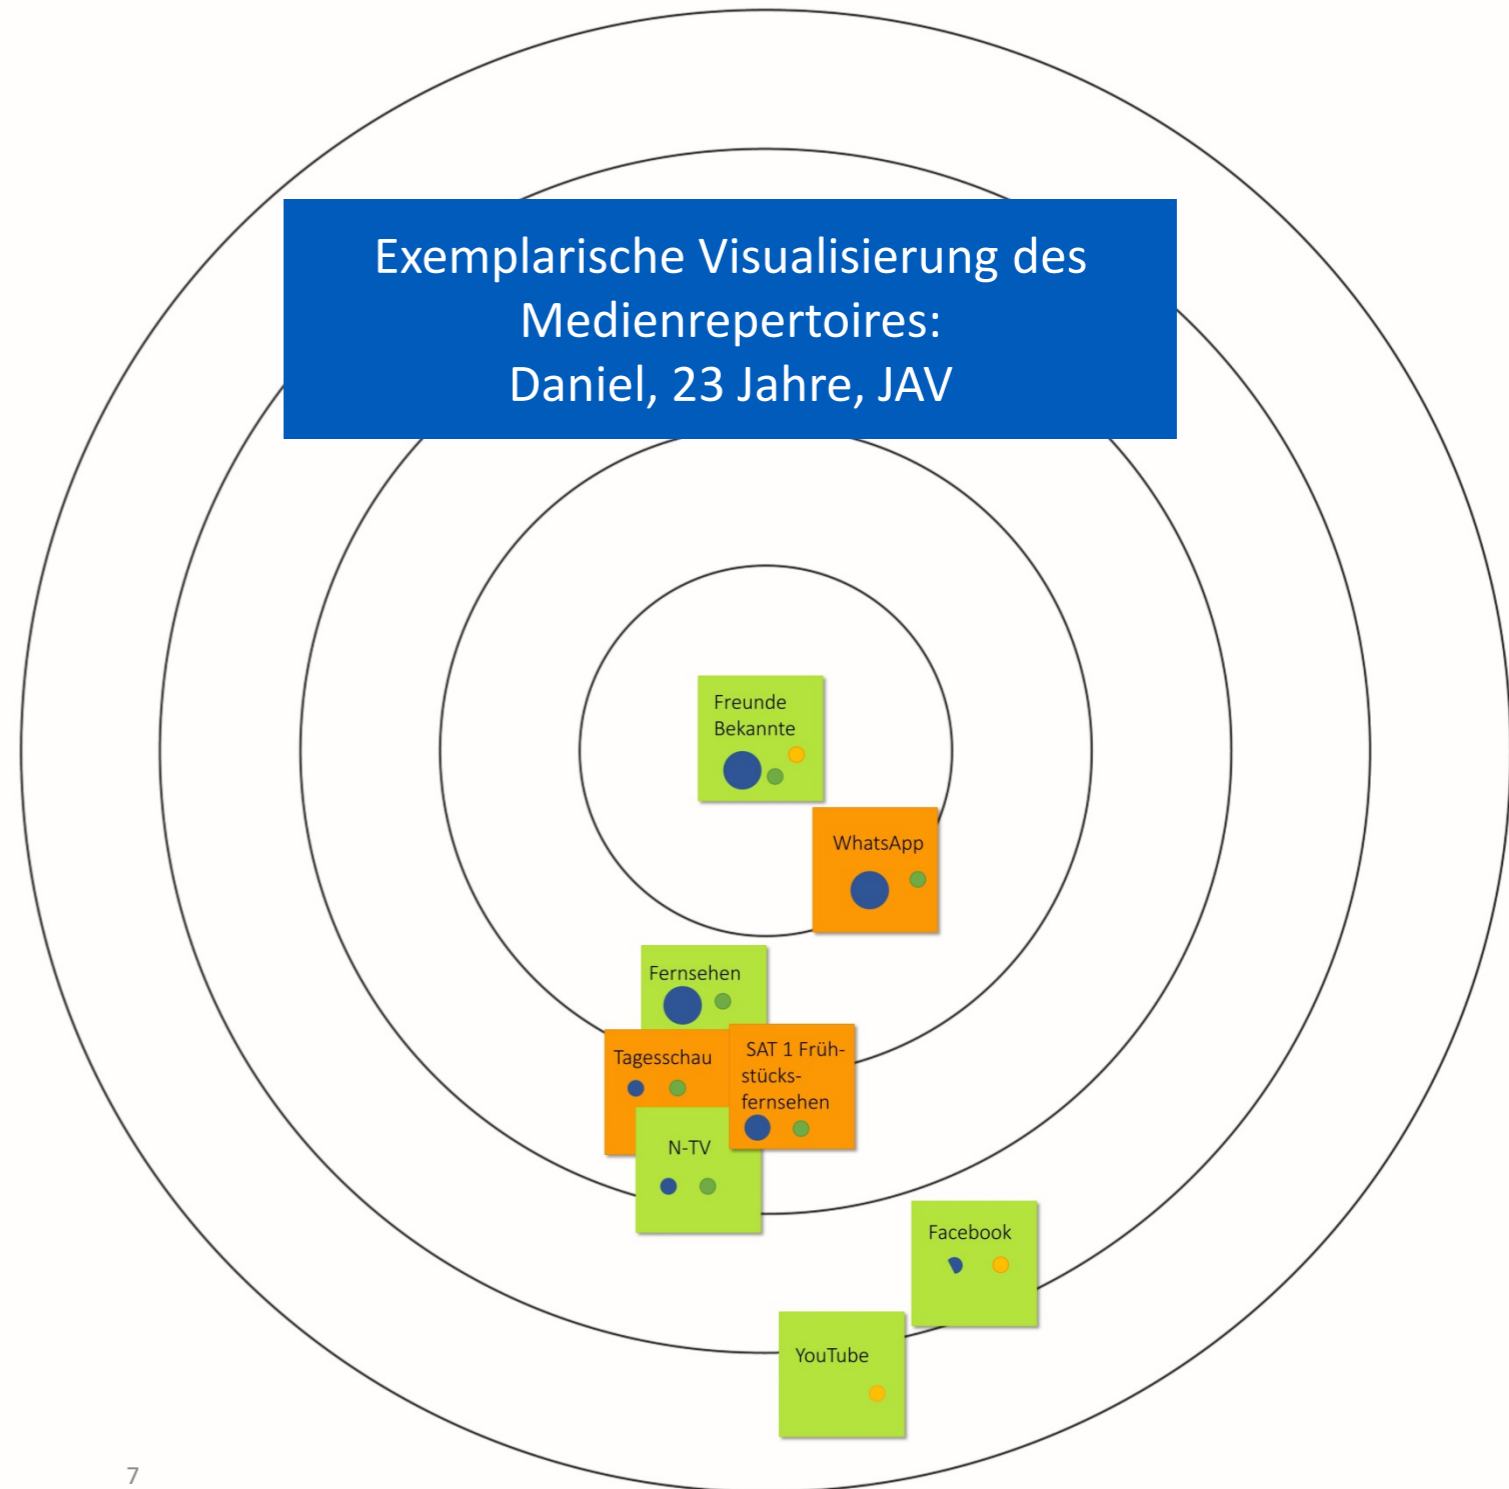 Exemplarische Visualisierung des
Medienrepertoires:
Daniel, 23 Jahre, JAV
Freunde
Bekannte
WhatsApp
Fernsehen
Tagesschau
SAT 1 Früh-
stücks-
fernsehen
N-TV
Facebook
YouTube
7